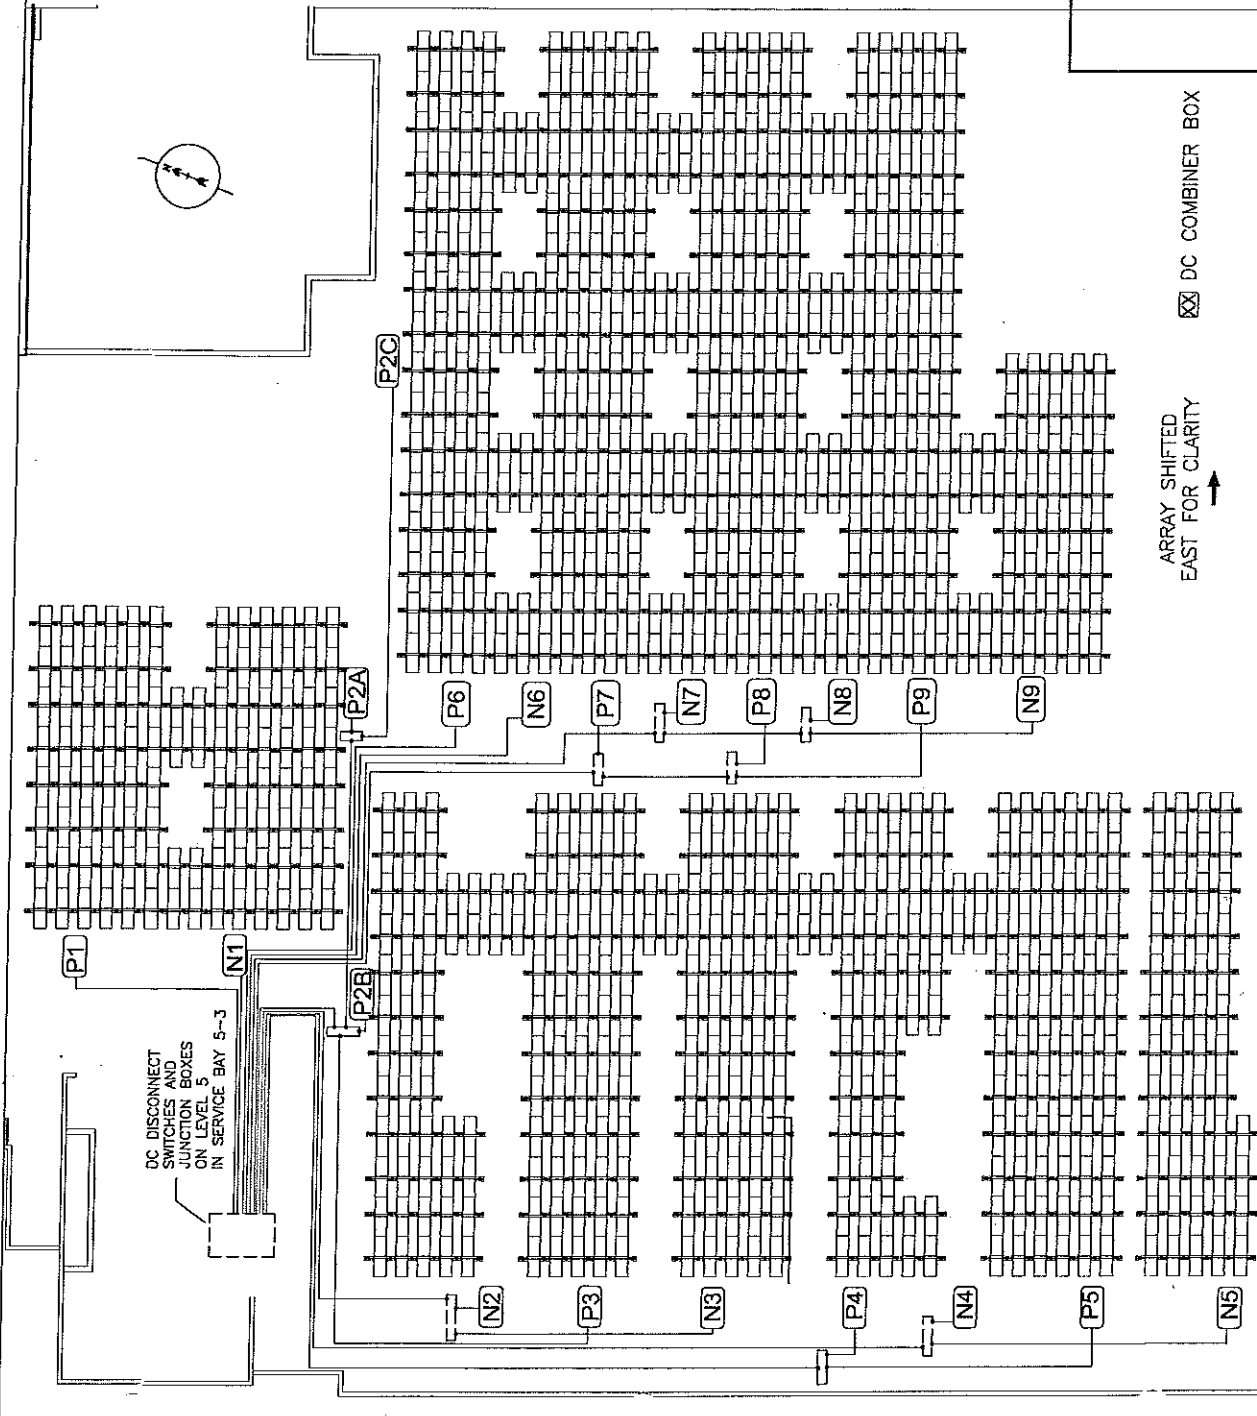 N
P2C
XX DC COMBINER BOX
ARRAY SHIFTED
EAST FOR CLARITY
P2A
P6
N6
P7
N7
P8
N8
P9
N9
P1
N1
P2B
DC DISCONNECT
SWITCHES AND
JUNCTION BOXES
ON LEVEL 5
IN SERVICE BAY 5-3
N2
P3
N3
P4
N4
P5
N5